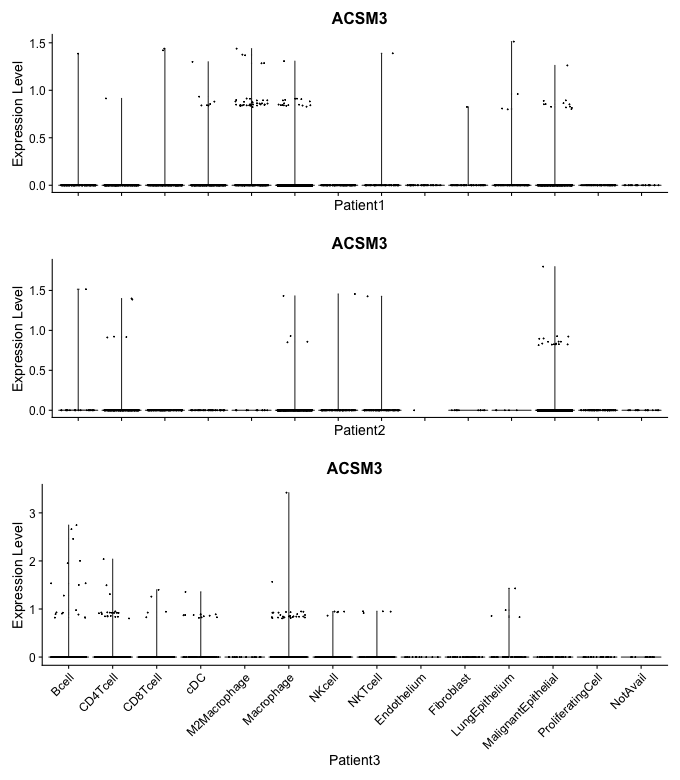 ACSM3
Expression Level
1.5
1.0
0.5
0.0
Patient1
ACSM3
Expression Level
1.5
1.0
0.5
0.0
Patient2
ACSM3
Expression Level
3
2
1
0
Bcell
CD4Tcell
CD8Tcell
cDC
M2Macrophage
Macrophage
NKcell
NKTcell
Endothelium
Fibroblast
LungEpithelium
MalignantEpithelial
ProliferatingCell
NotAvail
Patient3